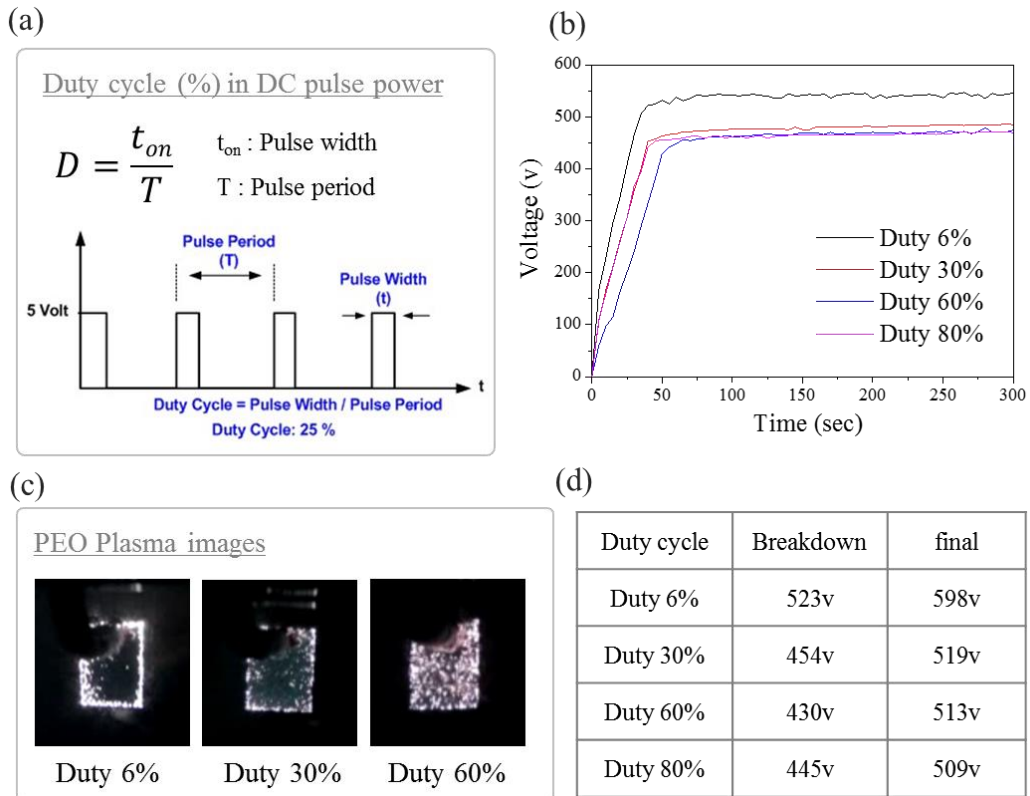 (a)
Duty cycle (%) in DC pulse power
D = t_on / T
t_on : Pulse width
T : Pulse period
Pulse Period
(T)
Pulse Width
(t)
5 Volt
t
Duty Cycle = Pulse Width / Pulse Period
Duty Cycle: 25 %
(b)
600
500
400
300
200
100
0
Voltage (v)
Duty 6%
Duty 30%
Duty 60%
Duty 80%
0 50 100 150 200 250 300
Time (sec)
(c)
PEO Plasma images
Duty 6% Duty 30% Duty 60%
(d)
Duty cycle Breakdown final
Duty 6% 523v 598v
Duty 30% 454v 519v
Duty 60% 430v 513v
Duty 80% 445v 509v